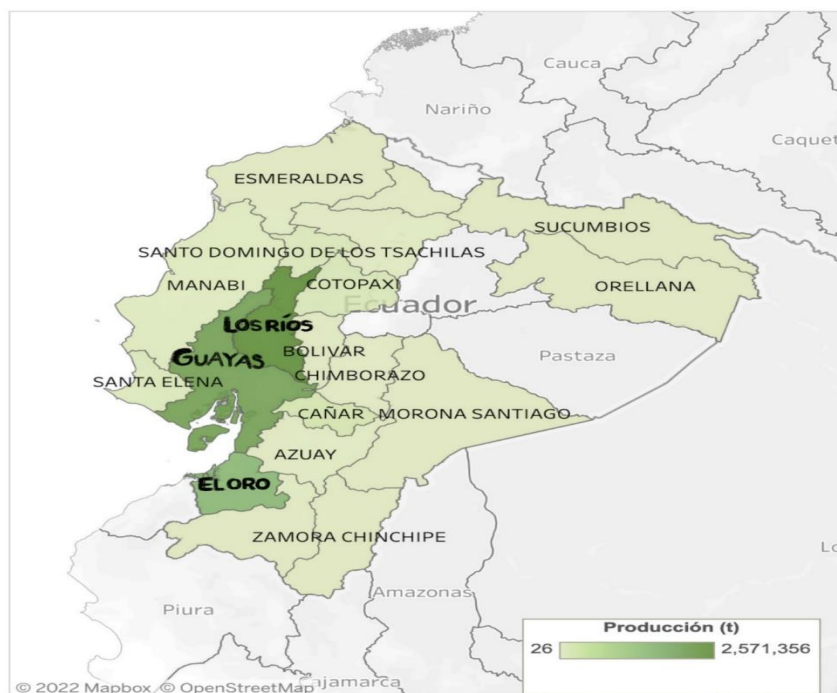 Cauca
Nariño
Caquet
ESMERALDAS
SUCUMBIOS
SANTO DOMINGO DE LOS TSACHILAS
MANABI
COTOPAXI
ORELLANA
Ecuador
LOS RÍOS
GUAYAS
BOLIVAR
Pastaza
SANTA ELENA
CHIMBORAZO
CAÑAR
MORONA SANTIAGO
AZUAY
EL ORO
ZAMORA CHINCHIPE
Lo
Amazonas
Piura
Producción (t)
26
2,571,356
Cajamarca
© 2022 Mapbox © OpenStreetMap